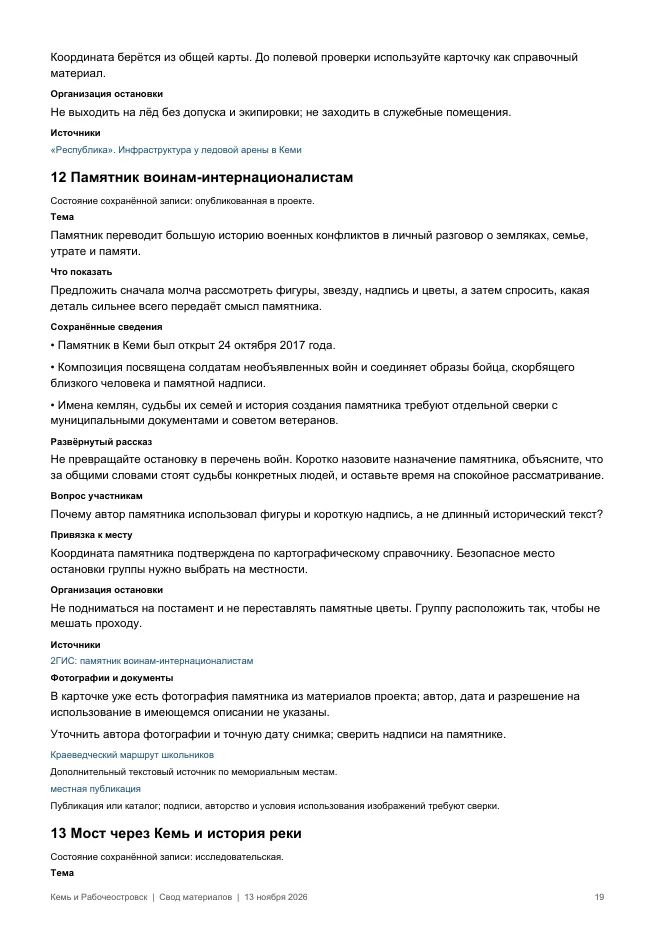 Координата берётся из общей карты. До полевой проверки используйте карточку как справочный
материал.
Организация остановки
Не выходить на лёд без допуска и экипировки; не заходить в служебные помещения.
Источники
«Республика». Инфраструктура у ледовой арены в Кеми
12 Памятник воинам-интернационалистам
Состояние сохранённой записи: опубликованная в проекте.
Тема
Памятник переводит большую историю военных конфликтов в личный разговор о земляках, семье,
утрате и памяти.
Что показать
Предложить сначала молча рассмотреть фигуры, звезду, надпись и цветы, а затем спросить, какая
деталь сильнее всего передаёт смысл памятника.
Сохранённые сведения
• Памятник в Кеми был открыт 24 октября 2017 года.
• Композиция посвящена солдатам необъявленных войн и соединяет образы бойца, скорбящего
близкого человека и памятной надписи.
• Имена кемлян, судьбы их семей и история создания памятника требуют отдельной сверки с
муниципальными документами и советом ветеранов.
Развёрнутый рассказ
Не превращайте остановку в перечень войн. Коротко назовите назначение памятника, объясните, что
за общими словами стоят судьбы конкретных людей, и оставьте время на спокойное рассматривание.
Вопрос участникам
Почему автор памятника использовал фигуры и короткую надпись, а не длинный исторический текст?
Привязка к месту
Координата памятника подтверждена по картографическому справочнику. Безопасное место
остановки группы нужно выбрать на местности.
Организация остановки
Не подниматься на постамент и не переставлять памятные цветы. Группу расположить так, чтобы не
мешать проходу.
Источники
2ГИС: памятник воинам-интернационалистам
Фотографии и документы
В карточке уже есть фотография памятника из материалов проекта; автор, дата и разрешение на
использование в имеющемся описании не указаны.
Уточнить автора фотографии и точную дату снимка; сверить надписи на памятнике.
Краеведческий маршрут школьников
Дополнительный текстовый источник по мемориальным местам.
местная публикация
Публикация или каталог; подписи, авторство и условия использования изображений требуют сверки.
13 Мост через Кемь и история реки
Состояние сохранённой записи: исследовательская.
Тема
Кемь и Рабочеостровск | Свод материалов | 13 ноября 2026 19